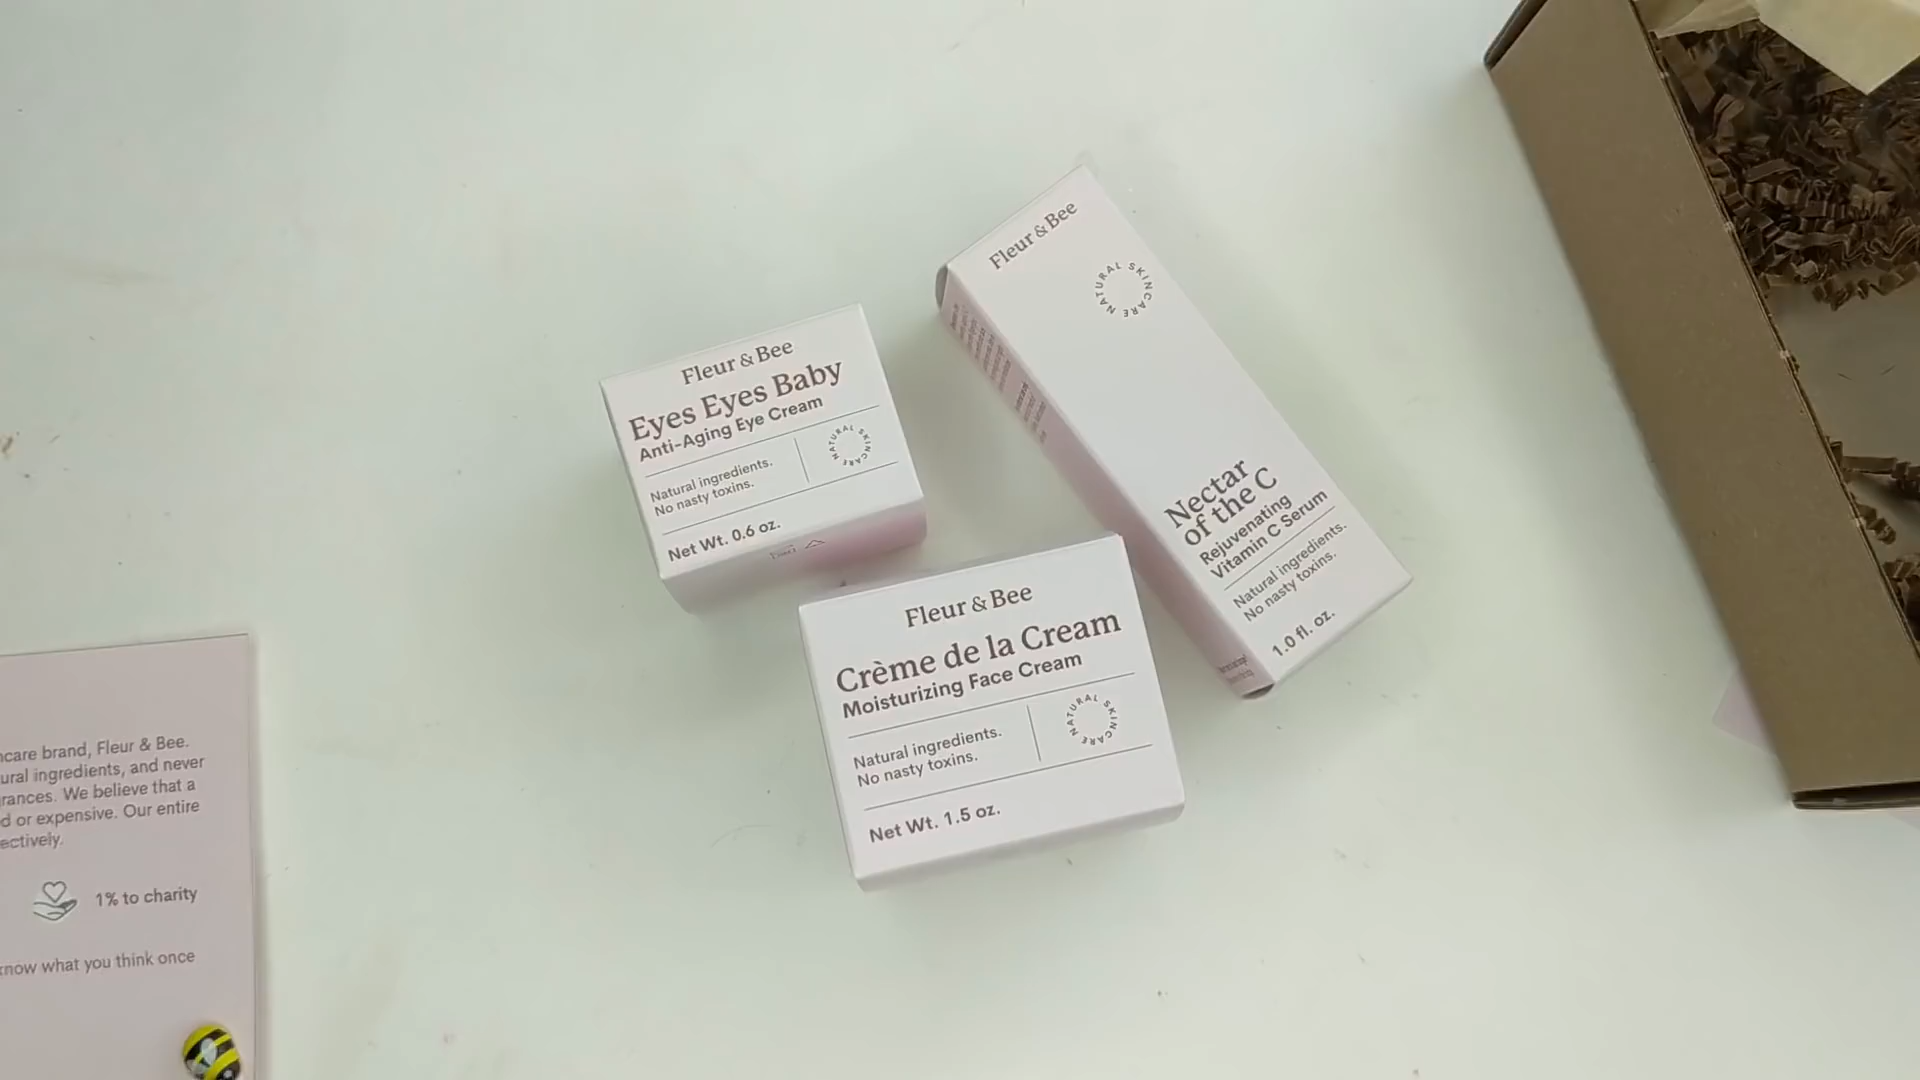 Fleur & Bee
Eyes Eyes Baby
Anti-Aging Eye Cream
Natural ingredients.
No nasty toxins.
NATURAL SKINCARE
Net Wt. 0.6 oz.
Fleur & Bee
NATURAL SKINCARE
Nectar
of the C
Rejuvenating
Vitamin C Serum
Natural ingredients.
No nasty toxins.
1.0 fl. oz.
Fleur & Bee
Crème de la Cream
Moisturizing Face Cream
Natural ingredients.
No nasty toxins.
NATURAL SKINCARE
Net Wt. 1.5 oz.
ncare brand, Fleur & Bee.
ural ingredients, and never
rances. We believe that a
d or expensive. Our entire
ectively.
1% to charity
know what you think once